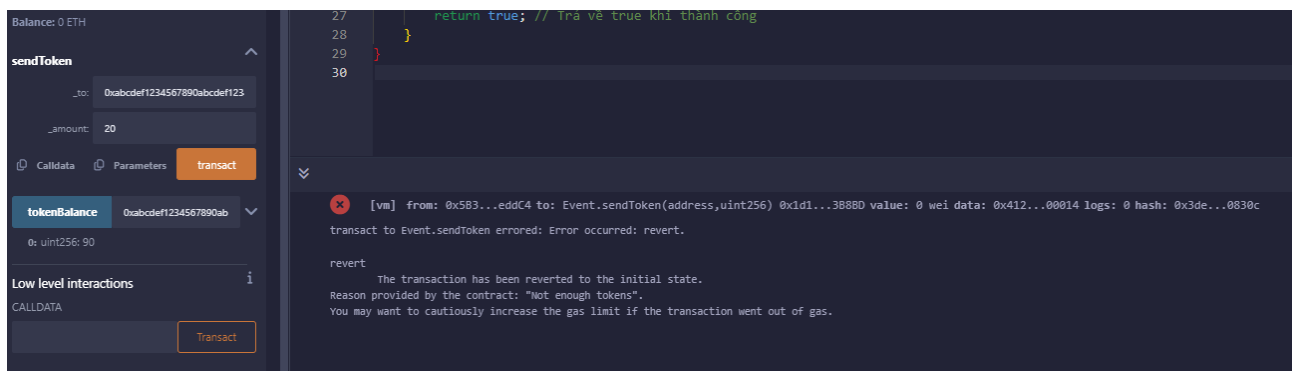 Balance: 0 ETH
sendToken
_to: 0xabcdef1234567890abcdef123
_amount: 20
Calldata Parameters transact
tokenBalance 0xabcdef1234567890ab
0: uint256: 90
Low level interactions i
CALLDATA
Transact
27 return true; // Trả về true khi thành công
28 }
29 }
30
[vm] from: 0x5B3...eddC4 to: Event.sendToken(address,uint256) 0x1d1...3B8BD value: 0 wei data: 0x412...00014 logs: 0 hash: 0x3de...0830c
transact to Event.sendToken errored: Error occurred: revert.
revert
The transaction has been reverted to the initial state.
Reason provided by the contract: "Not enough tokens".
You may want to cautiously increase the gas limit if the transaction went out of gas.